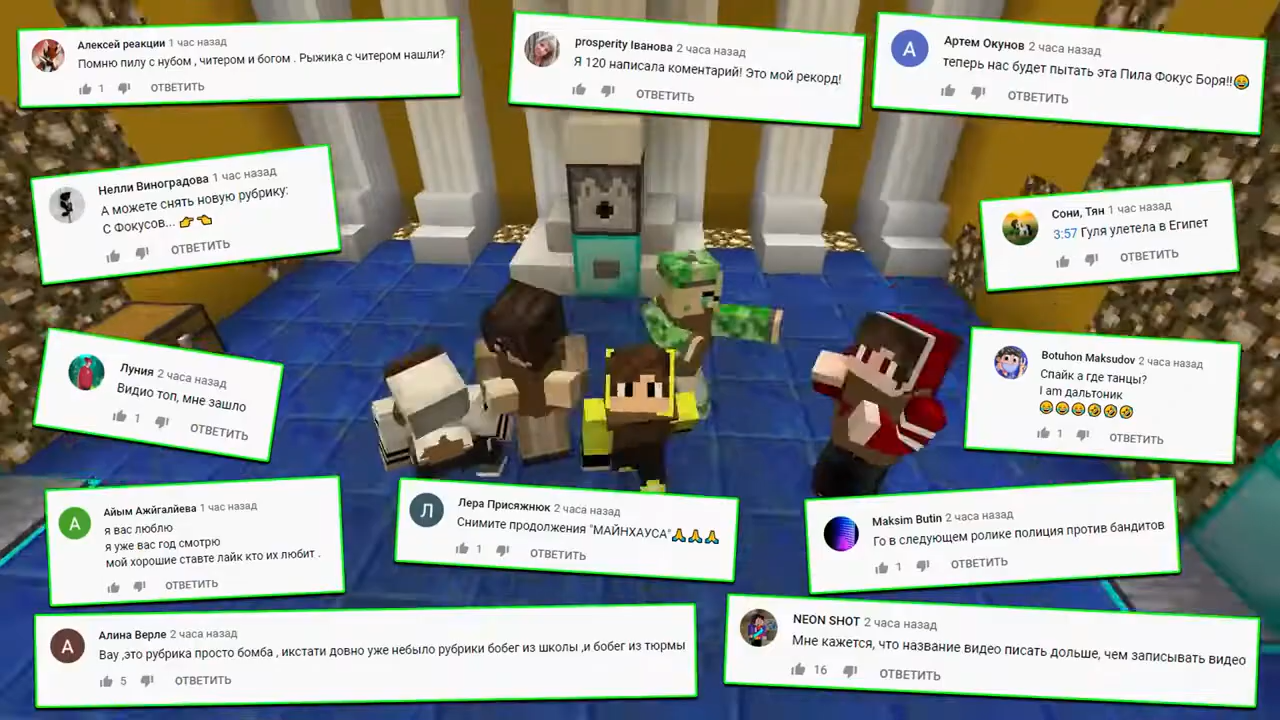 Алексей реакции 1 час назад
Помню пилу с нубом , читером и богом . Рыжика с читером нашли?
1 ОТВЕТИТЬ
prosperity Іванова 2 часа назад
Я 120 написала коментарий! Это мой рекорд!
ОТВЕТИТЬ
А
Артем Окунов 2 часа назад
теперь нас будет пытать эта Пила Фокус Боря!!😂
ОТВЕТИТЬ
Нелли Виноградова 1 час назад
А можете снять новую рубрику:
С Фокусов... 👉👈
ОТВЕТИТЬ
Сони, Тян 1 час назад
3:57 Гуля улетела в Египет
ОТВЕТИТЬ
Луния 2 часа назад
Видио топ, мне зашло
1 ОТВЕТИТЬ
Botuhon Maksudov 2 часа назад
Спайк а где танцы?
I am дальтоник
😂😂😂🤣🤣🤣
1 ОТВЕТИТЬ
А
Айым Ажйгалйева 1 час назад
я вас люблю
я уже вас год смотрю
мой хорошие ставте лайк кто их любит .
ОТВЕТИТЬ
Л
Лера Присяжнюк 2 часа назад
Снимите продолжения "МАЙНХАУСА"🙏🙏🙏
1 ОТВЕТИТЬ
Maksim Butin 2 часа назад
Го в следующем ролике полиция против бандитов
1 ОТВЕТИТЬ
А
Алина Верле 2 часа назад
Вау ,это рубрика просто бомба , икстати довно уже небыло рубрики бобег из школы ,и бобег из тюрмы
5 ОТВЕТИТЬ
NEON SHOT 2 часа назад
Мне кажется, что название видео писать дольше, чем записывать видео
16 ОТВЕТИТЬ